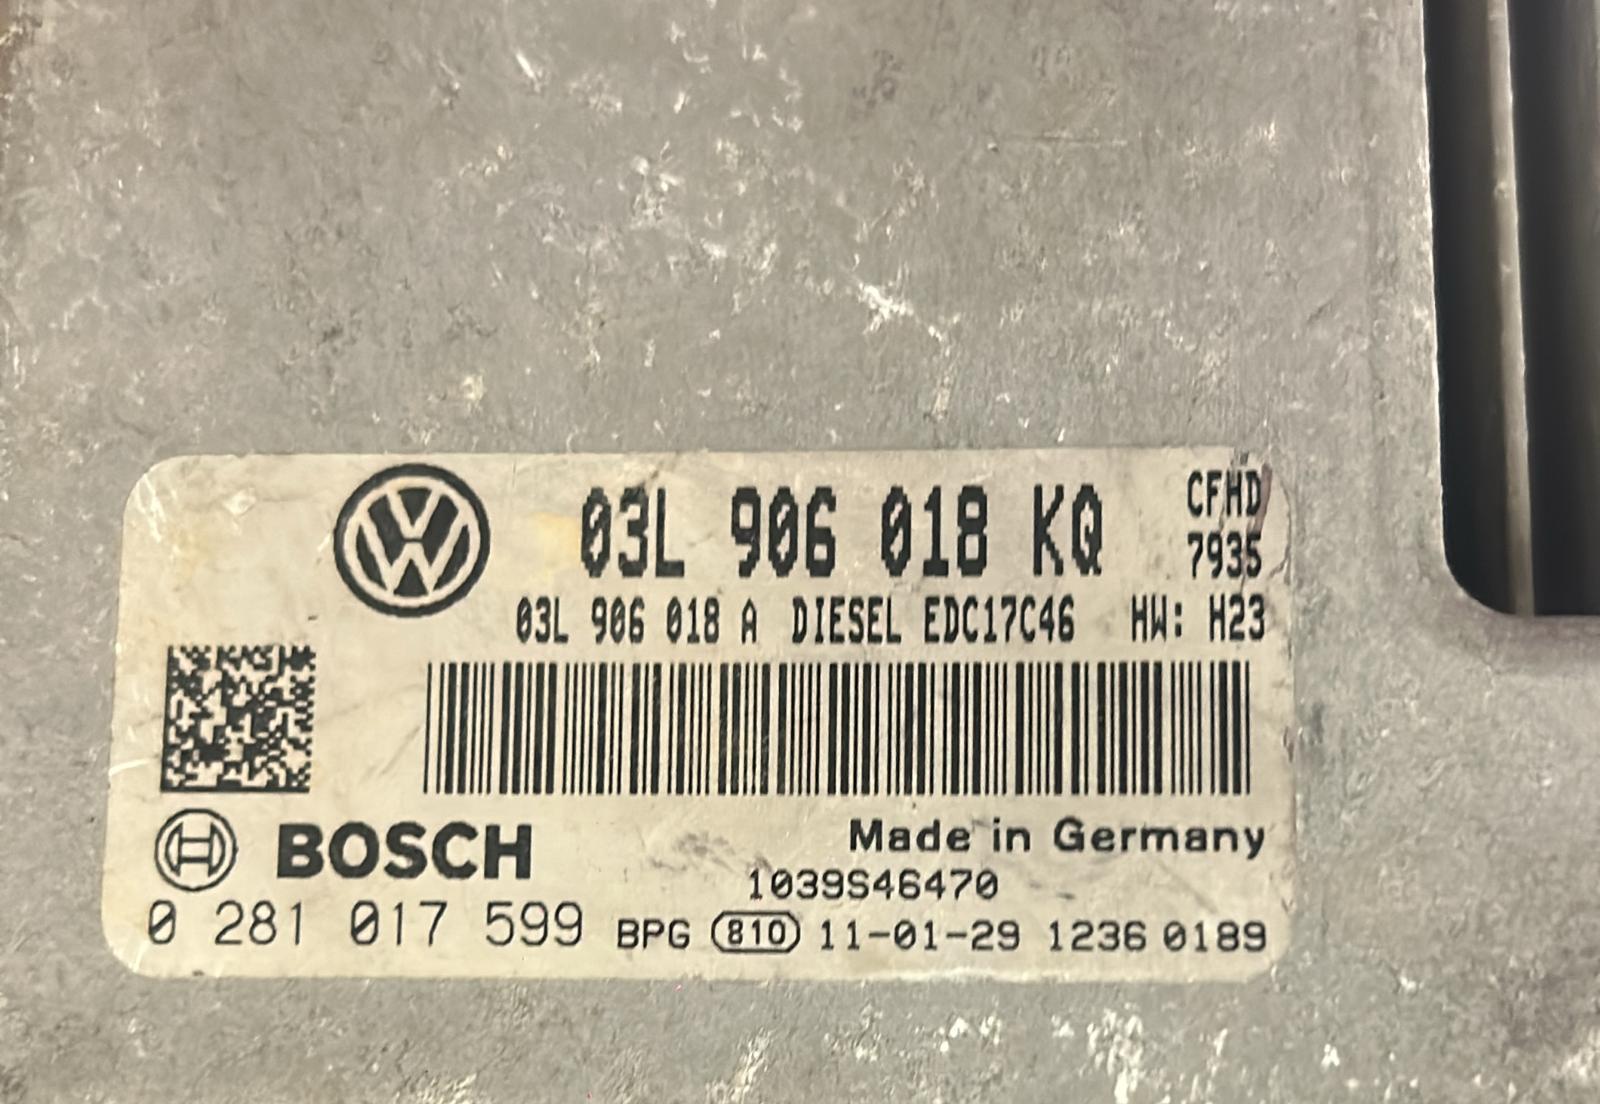 03L 906 018 KQ
CFHD
7935
03L 906 018 A DIESEL EDC17C46 HW: H23
BOSCH
Made in Germany
1039S46470
0 281 017 599 BPG 810 11-01-29 1236 0189